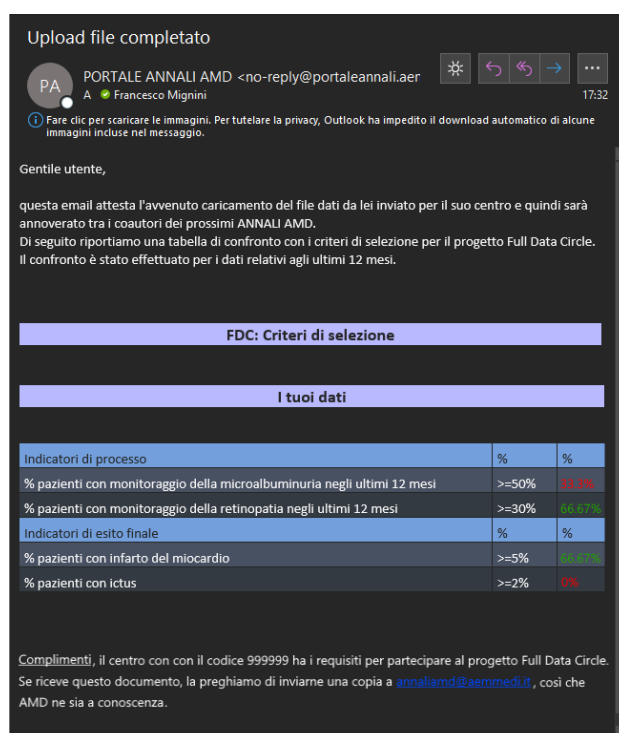 Upload file completato
PA
PORTALE ANNALI AMD <no-reply@portaleannali.aer
A Francesco Mignini
17:32
Fare clic per scaricare le immagini. Per tutelare la privacy, Outlook ha impedito il download automatico di alcune
immagini incluse nel messaggio.
Gentile utente,
questa email attesta l'avvenuto caricamento del file dati da lei inviato per il suo centro e quindi sarà
annoverato tra i coautori dei prossimi ANNALI AMD.
Di seguito riportiamo una tabella di confronto con i criteri di selezione per il progetto Full Data Circle.
Il confronto è stato effettuato per i dati relativi agli ultimi 12 mesi.
FDC: Criteri di selezione
I tuoi dati
Indicatori di processo % %
% pazienti con monitoraggio della microalbuminuria negli ultimi 12 mesi >=50%
% pazienti con monitoraggio della retinopatia negli ultimi 12 mesi >=30% 66.67%
Indicatori di esito finale % %
% pazienti con infarto del miocardio >=5% 66.67%
% pazienti con ictus >=2% 0%
Complimenti, il centro con con il codice 999999 ha i requisiti per partecipare al progetto Full Data Circle.
Se riceve questo documento, la preghiamo di inviarne una copia a annaliamd@aemmedi.it, così che
AMD ne sia a conoscenza.